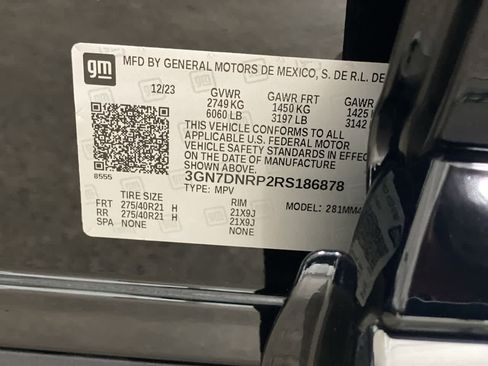 gm
MFD BY GENERAL MOTORS DE MEXICO, S. DE R.L. DE
12/23 GVWR GAWR FRT GAWR
2749 KG 1450 KG 1425
6060 LB 3197 LB 3142
THIS VEHICLE CONFORMS TO ALL
APPLICABLE U.S. FEDERAL MOTOR
VEHICLE SAFETY
IN EFFECT ON THE DATE OF MANUFACTURE
SHOWN ABOVE.
8555 3GN7DNRP2RS186878
TYPE: MPV
TIRE SIZE RIM MODEL: 281MM4
FRT 275/40R21 H 21X9J
RR 275/40R21 H 21X9J
SPA NONE NONE